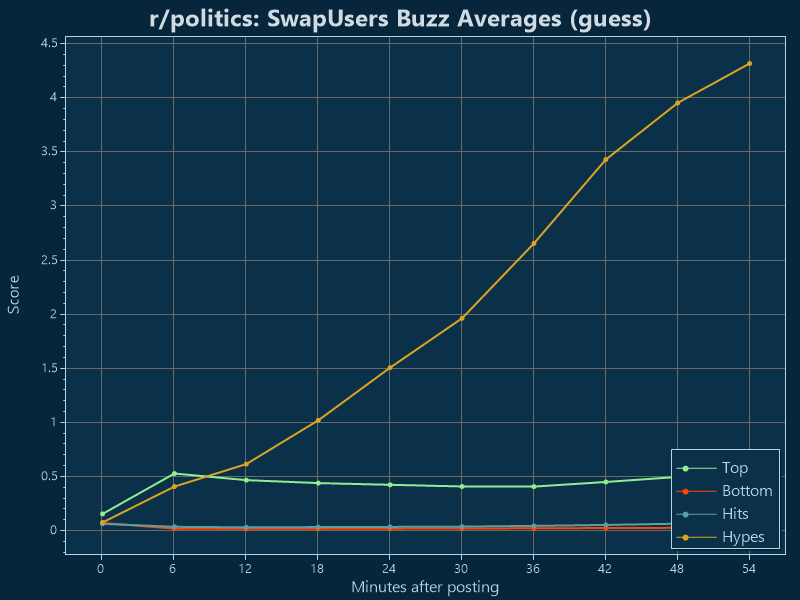 r/politics: SwapUsers Buzz Averages (guess)
4.5
4
3.5
3
2.5
2
1.5
1
0.5
0
Score
Top
Bottom
Hits
Hypes
0 6 12 18 24 30 36 42 48 54
Minutes after posting